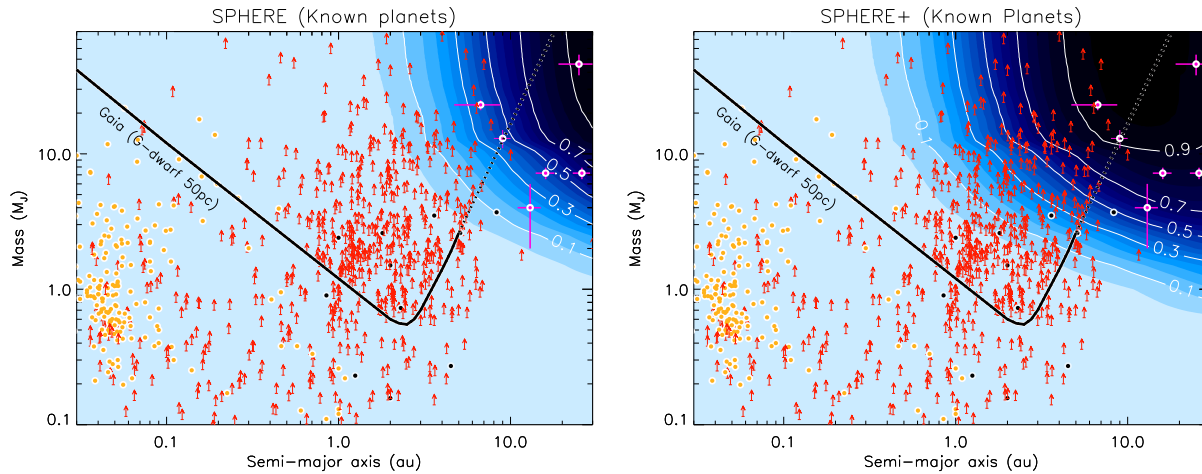 SPHERE (Known planets)
Mass (M_J)
10.0
1.0
0.1
Gaia (G-dwarf 50pc)
0.7
0.5
0.3
0.1
0.1
1.0
10.0
Semi-major axis (au)
SPHERE+ (Known Planets)
Mass (M_J)
10.0
1.0
0.1
Gaia (G-dwarf 50pc)
0.1
0.9
0.7
0.5
0.3
0.1
0.1
1.0
10.0
Semi-major axis (au)